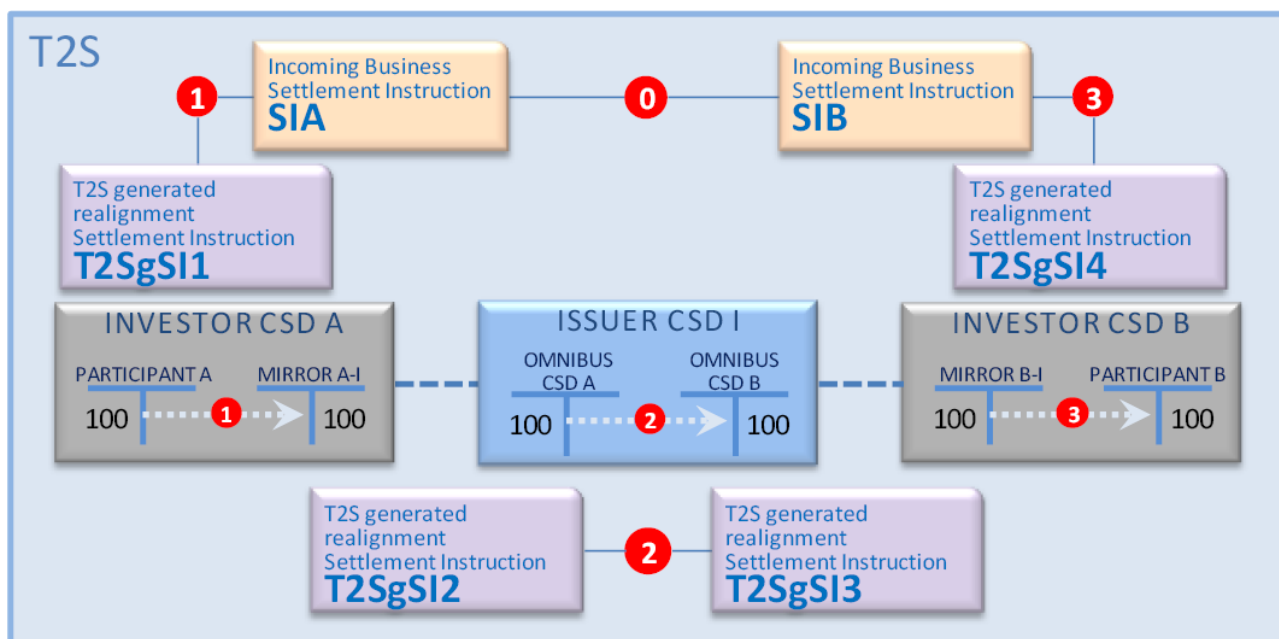 T2S
Incoming Business
Settlement Instruction
SIA
1
0
Incoming Business
Settlement Instruction
SIB
3
T2S generated
realignment
Settlement Instruction
T2SgSI1
T2S generated
realignment
Settlement Instruction
T2SgSI4
INVESTOR CSD A
PARTICIPANT A
MIRROR A-I
100
1
100
ISSUER CSD I
OMNIBUS
CSD A
OMNIBUS
CSD B
100
2
100
INVESTOR CSD B
MIRROR B-I
PARTICIPANT B
100
3
100
T2S generated
realignment
Settlement Instruction
T2SgSI2
2
T2S generated
realignment
Settlement Instruction
T2SgSI3